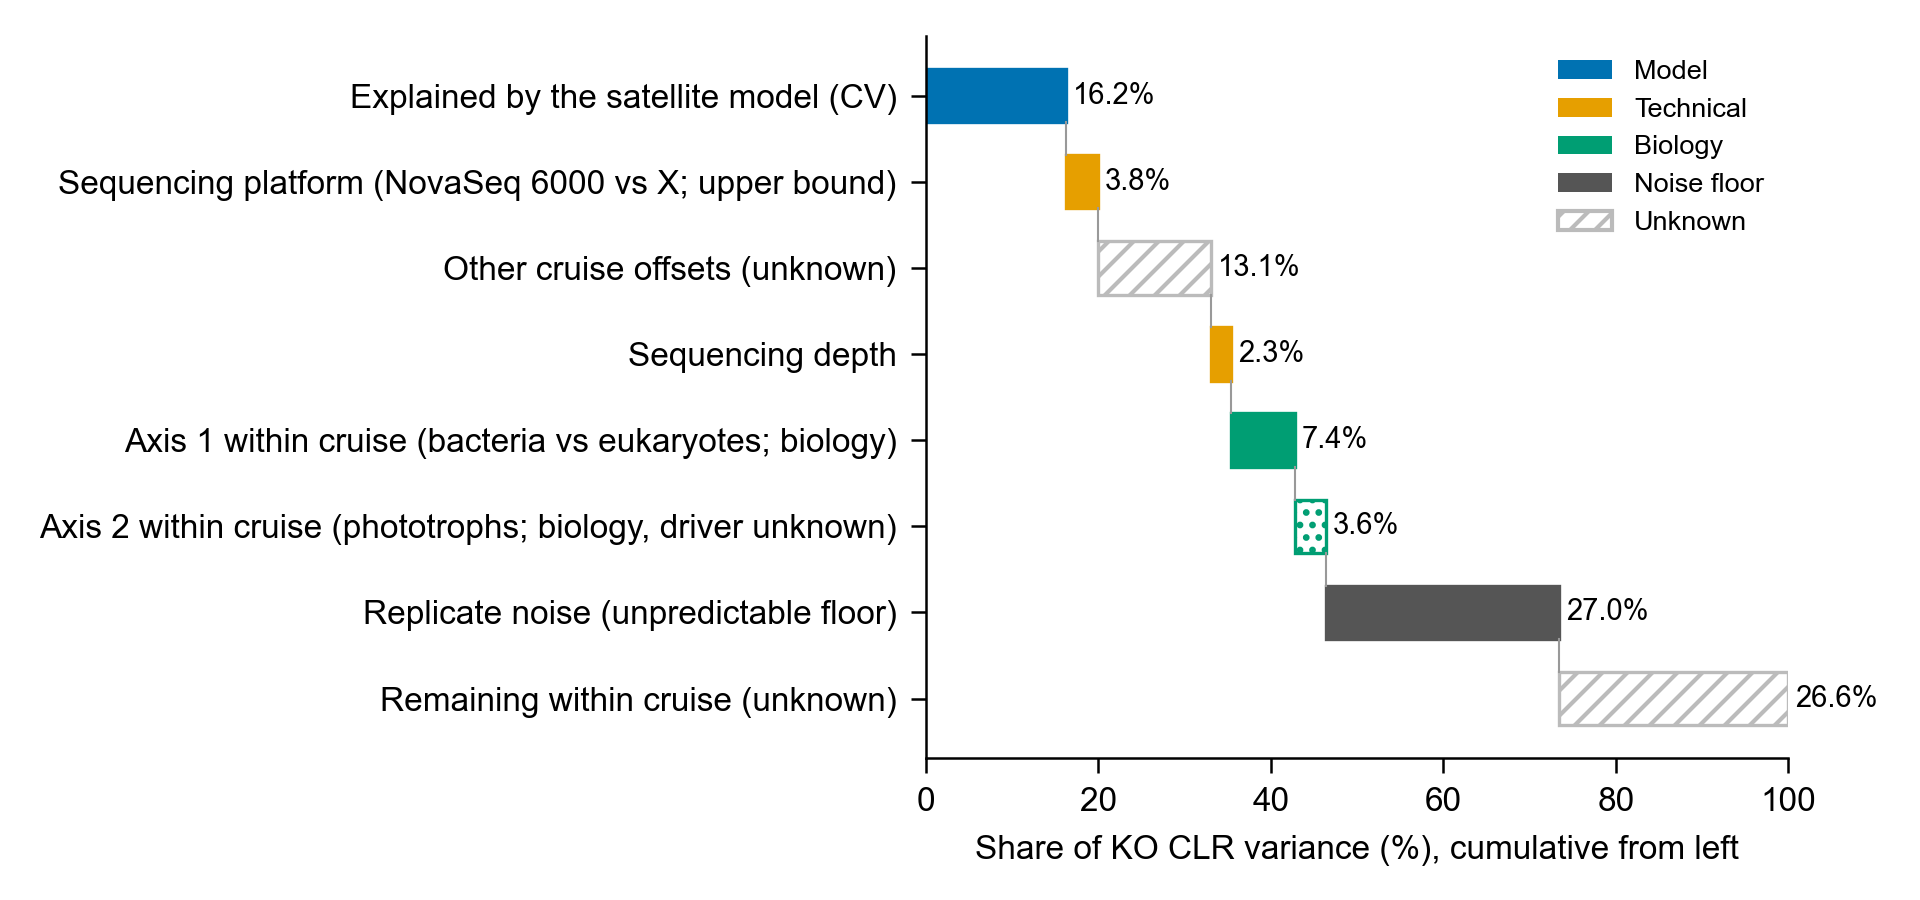 Explained by the satellite model (CV)
16.2%
Sequencing platform (NovaSeq 6000 vs X; upper bound)
3.8%
Other cruise offsets (unknown)
13.1%
Sequencing depth
2.3%
Axis 1 within cruise (bacteria vs eukaryotes; biology)
7.4%
Axis 2 within cruise (phototrophs; biology, driver unknown)
3.6%
Replicate noise (unpredictable floor)
27.0%
Remaining within cruise (unknown)
26.6%
Model
Technical
Biology
Noise floor
Unknown
0 20 40 60 80 100
Share of KO CLR variance (%), cumulative from left